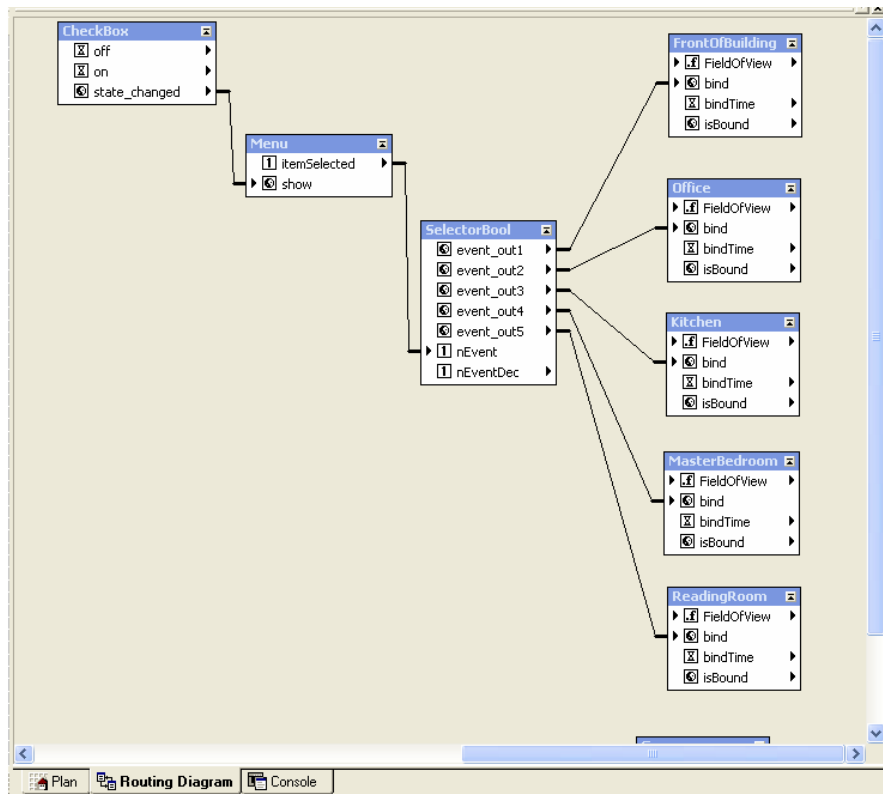 CheckBox
off
on
state_changed
Menu
itemSelected
show
SelectorBool
event_out1
event_out2
event_out3
event_out4
event_out5
nEvent
nEventDec
FrontOfBuilding
FieldOfView
bind
bindTime
isBound
Office
FieldOfView
bind
bindTime
isBound
Kitchen
FieldOfView
bind
bindTime
isBound
MasterBedroom
FieldOfView
bind
bindTime
isBound
ReadingRoom
FieldOfView
bind
bindTime
isBound
Plan
Routing Diagram
Console